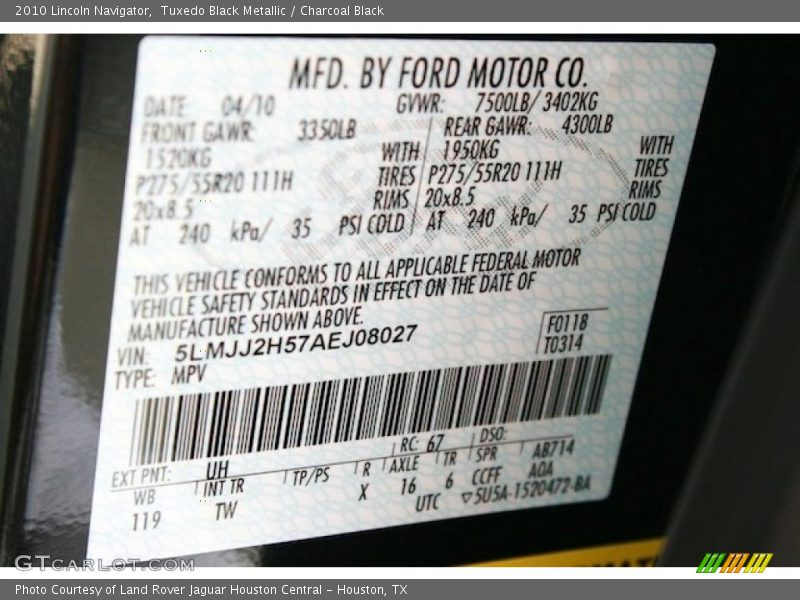 2010 Lincoln Navigator, Tuxedo Black Metallic / Charcoal Black
MFD. BY FORD MOTOR CO.
DATE 04/10 GVWR: 7500LB/ 3402KG
FRONT GAWR: 3350LB REAR GAWR: 4300LB
1520KG WITH 1950KG WITH
P275/55R20 111H TIRES P275/55R20 111H TIRES
20x8.5 RIMS 20x8.5 RIMS
AT 240 kPa/ 35 PSI COLD AT 240 kPa/ 35 PSI COLD
THIS VEHICLE CONFORMS TO ALL APPLICABLE FEDERAL MOTOR
VEHICLE SAFETY STANDARDS IN EFFECT ON THE DATE OF
MANUFACTURE SHOWN ABOVE.
VIN: 5LMJJ2H57AEJ08027 F0118
TYPE: MPV T0314
EXT PNT: UH RC: 67 DSO:
WB INT TR TP/PS R AXLE TR SPR AB714
119 TW X 16 6 CCFF A0A
UTC ▽5U5A-1520472-BA
GTCARLOT.COM
Photo Courtesy of Land Rover Jaguar Houston Central - Houston, TX